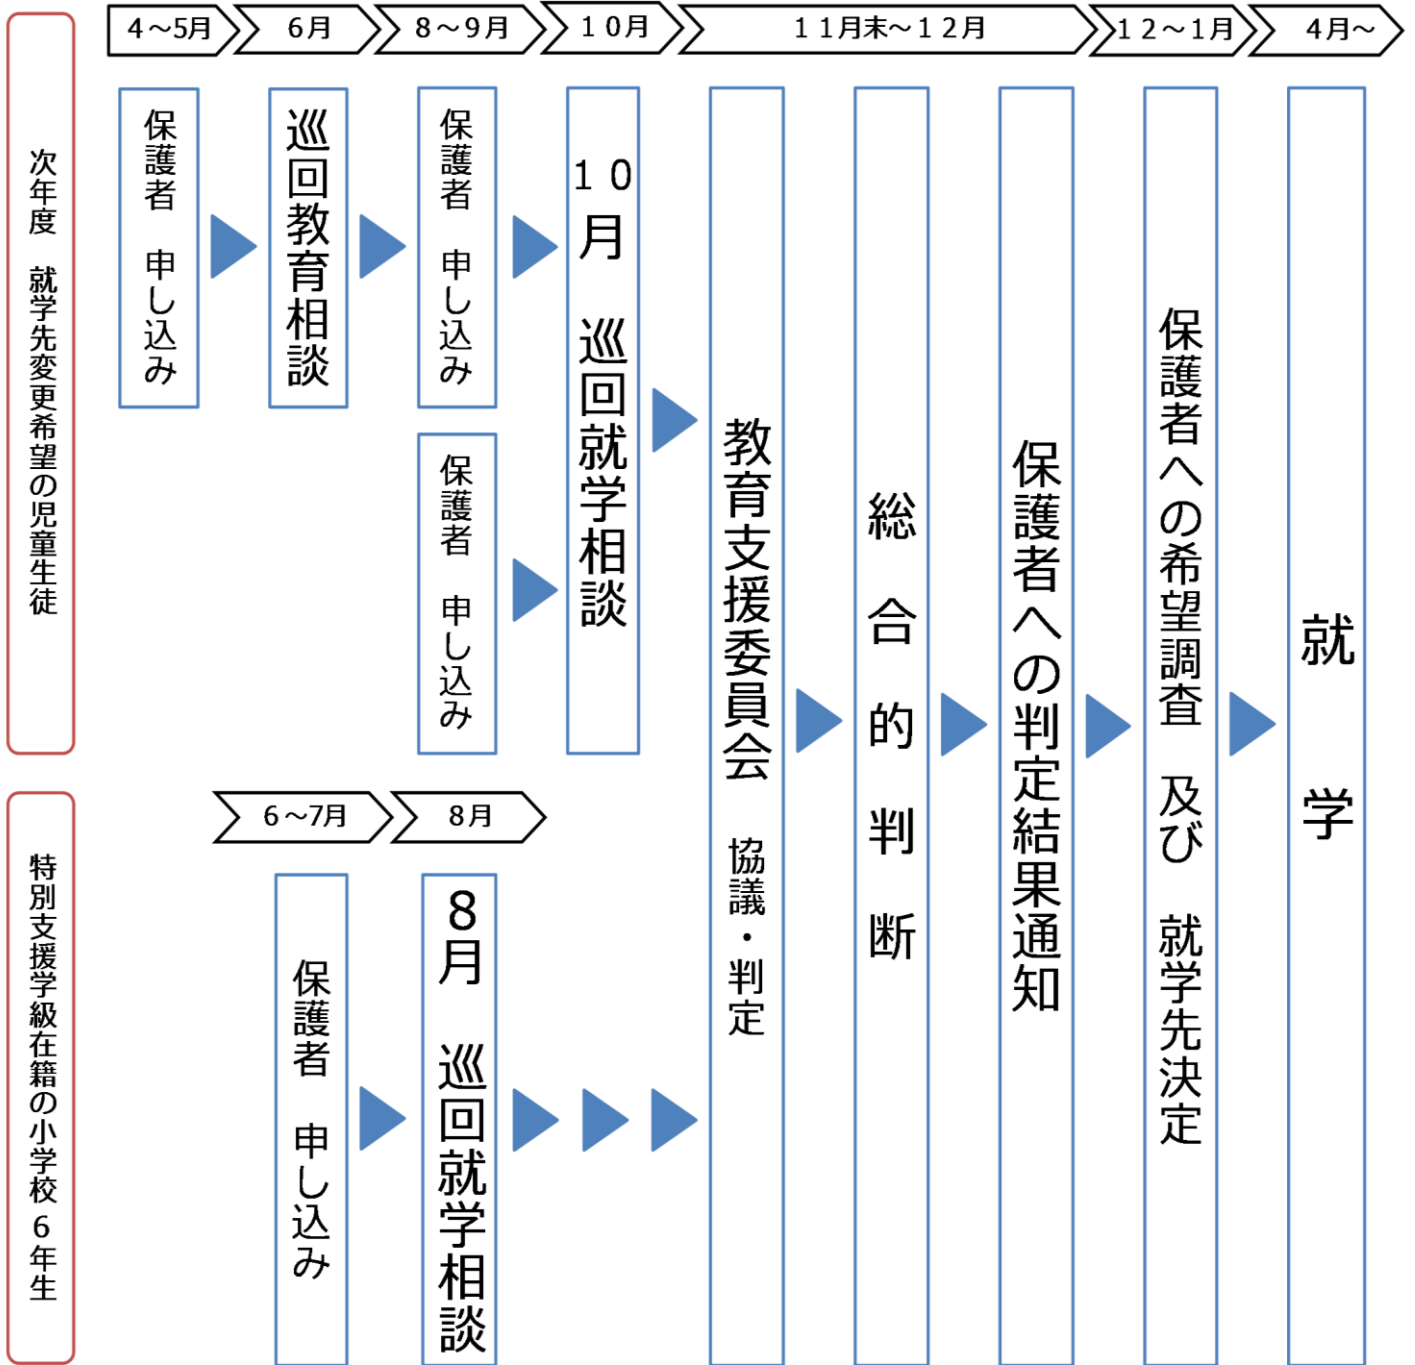 4～5月
6月
8～9月
10月
11月末～12月
12～1月
4月～
次年度　就学先変更希望の児童生徒
保護者　申し込み
巡回教育相談
保護者　申し込み
保護者　申し込み
10月　巡回就学相談
教育支援委員会　協議・判定
総合的判断
保護者への判定結果通知
保護者への希望調査　及び　就学先決定
就学
特別支援学級在籍の小学校6年生
6～7月
8月
保護者　申し込み
8月　巡回就学相談